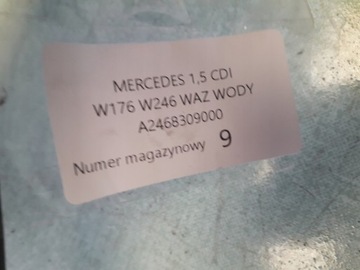 MERCEDES 1,5 CDI
W176 W246 WAZ WODY
A2468309000
Numer magazynowy 9